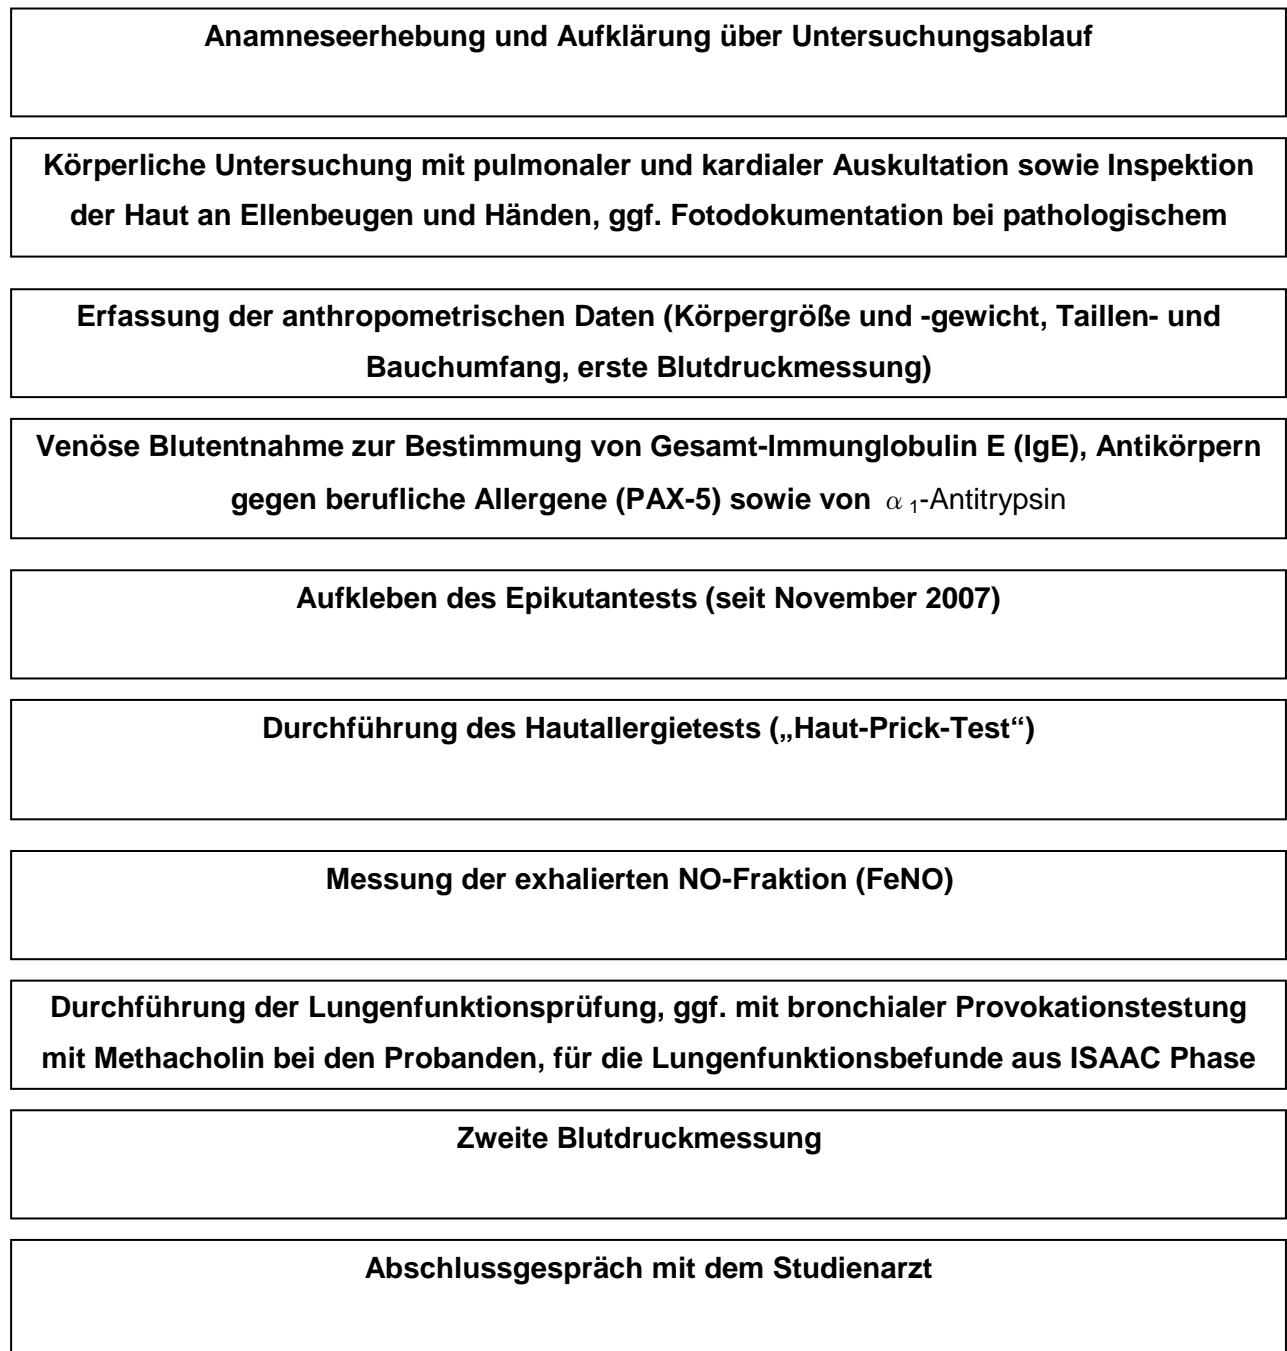 Anamneseerhebung und Aufklärung über Untersuchungsablauf
Körperliche Untersuchung mit pulmonaler und kardialer Auskultation sowie Inspektion
der Haut an Ellenbeugen und Händen, ggf. Fotodokumentation bei pathologischem
Erfassung der anthropometrischen Daten (Körpergröße und -gewicht, Taillen- und
Bauchumfang, erste Blutdruckmessung)
Venöse Blutentnahme zur Bestimmung von Gesamt-Immunglobulin E (IgE), Antikörpern
gegen berufliche Allergene (PAX-5) sowie von α₁-Antitrypsin
Aufkleben des Epikutantests (seit November 2007)
Durchführung des Hautallergietests („Haut-Prick-Test“)
Messung der exhalierten NO-Fraktion (FeNO)
Durchführung der Lungenfunktionsprüfung, ggf. mit bronchialer Provokationstestung
mit Methacholin bei den Probanden, für die Lungenfunktionsbefunde aus ISAAC Phase
Zweite Blutdruckmessung
Abschlussgespräch mit dem Studienarzt